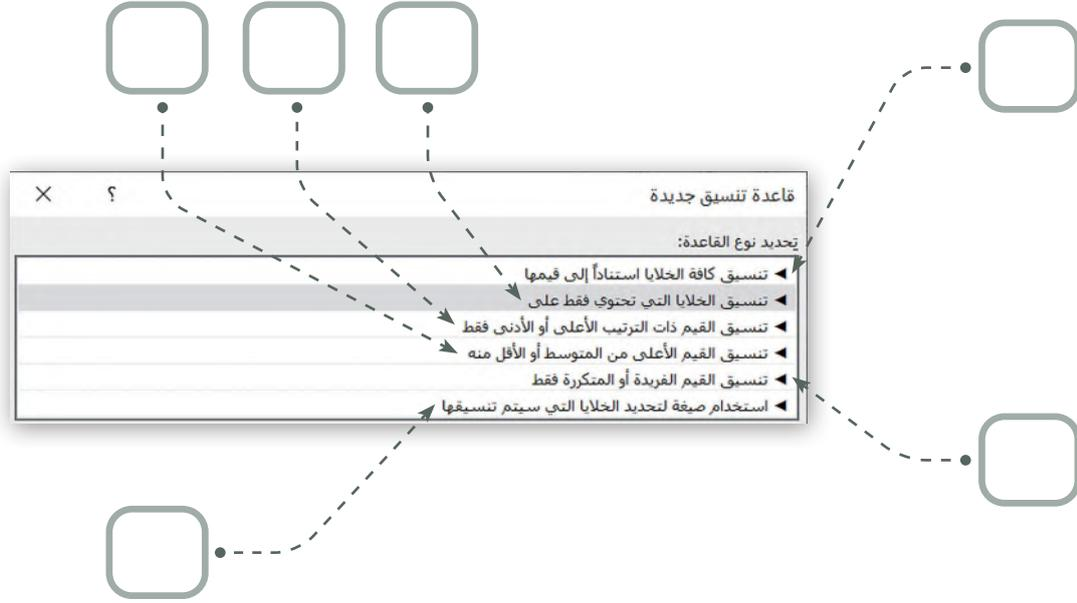 قاعدة تنسيق جديدة ؟ ×
تحديد نوع القاعدة:
◄ تنسيق كافة الخلايا استناداً إلى قيمها
◄ تنسيق الخلايا التي تحتوي فقط على
◄ تنسيق القيم ذات الترتيب الأعلى أو الأدنى فقط
◄ تنسيق القيم الأعلى من المتوسط أو الأقل منه
◄ تنسيق القيم الفريدة أو المتكررة فقط
◄ استخدام صيغة لتحديد الخلايا التي سيتم تنسيقها